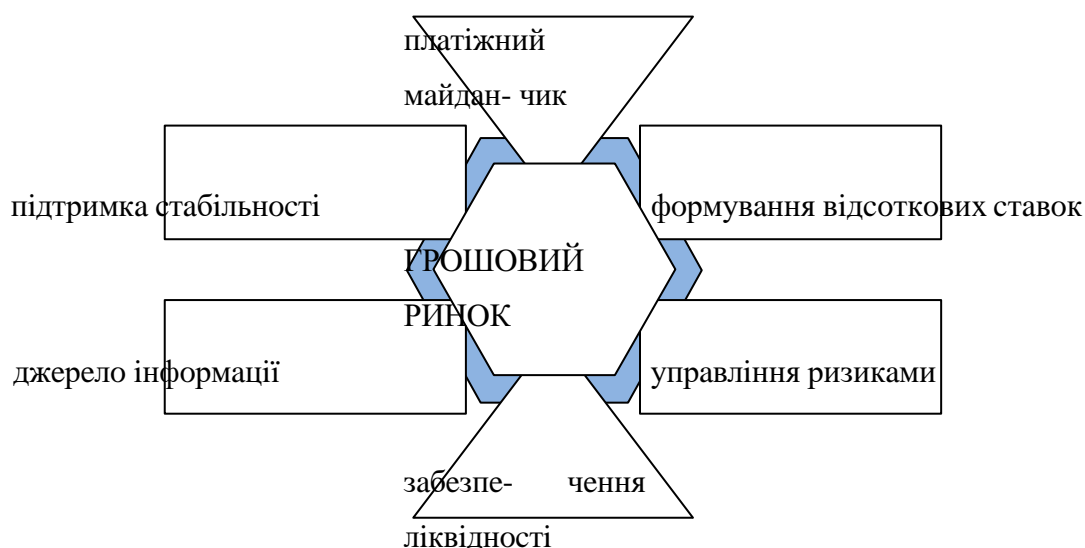 платіжний
майдан- чик
підтримка стабільності
формування відсоткових ставок
ГРОШОВИЙ
РИНОК
джерело інформації
управління ризиками
забезпе- чення
ліквідності